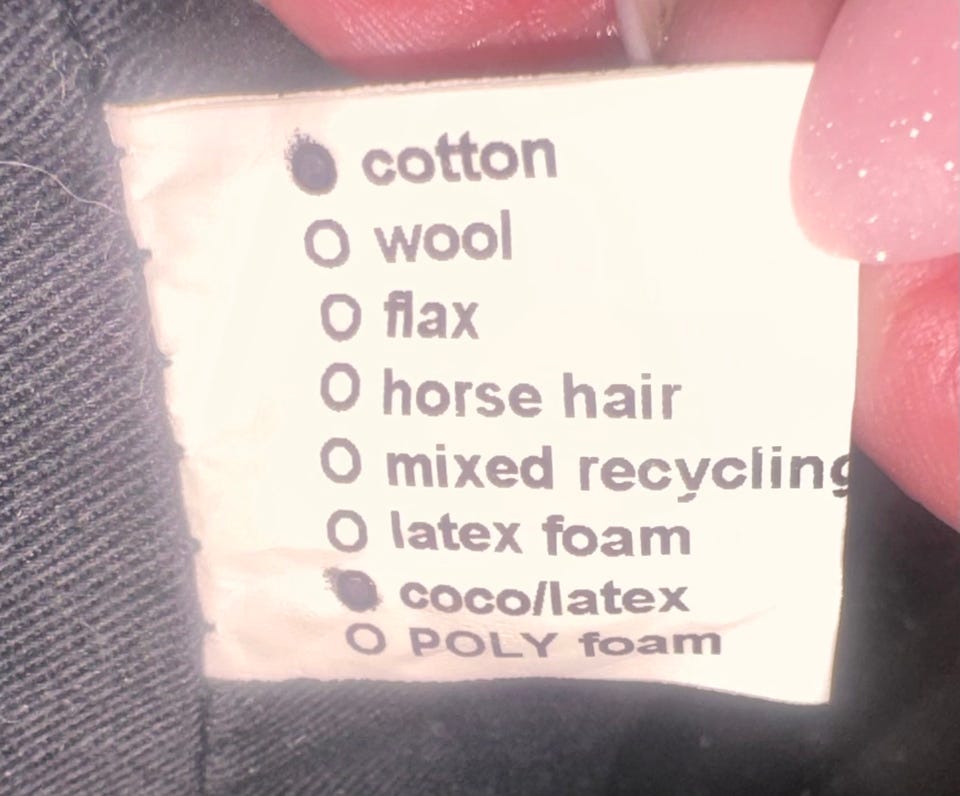 cotton
wool
flax
horse hair
mixed recycling
latex foam
coco/latex
POLY foam